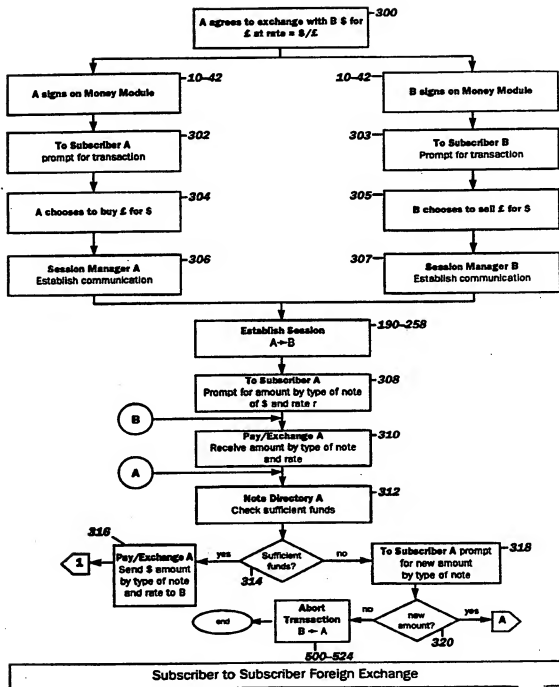 A agrees to exchange with B $ for
£ at rate = $/£
300
10–42
A signs on Money Module
10–42
B signs on Money Module
302
To Subscriber A
prompt for transaction
303
To Subscriber B
Prompt for transaction
304
A chooses to buy £ for $
305
B chooses to sell £ for $
306
Session Manager A
Establish communication
307
Session Manager B
Establish communication
Establish Session
A↔B
190–258
To Subscriber A
Prompt for amount by type of note
of $ and rate r
308
B
Pay/Exchange A
Receive amount by type of note
and rate
310
A
Note Directory A
Check sufficient funds
312
316
Pay/Exchange A
Send $ amount
by type of note
and rate to B
1
yes
Sufficient
funds?
314
no
To Subscriber A prompt
for new amount
by type of note
318
end
Abort
Transaction
B ↔ A
500–524
no
new
amount?
320
yes
A
Subscriber to Subscriber Foreign Exchange